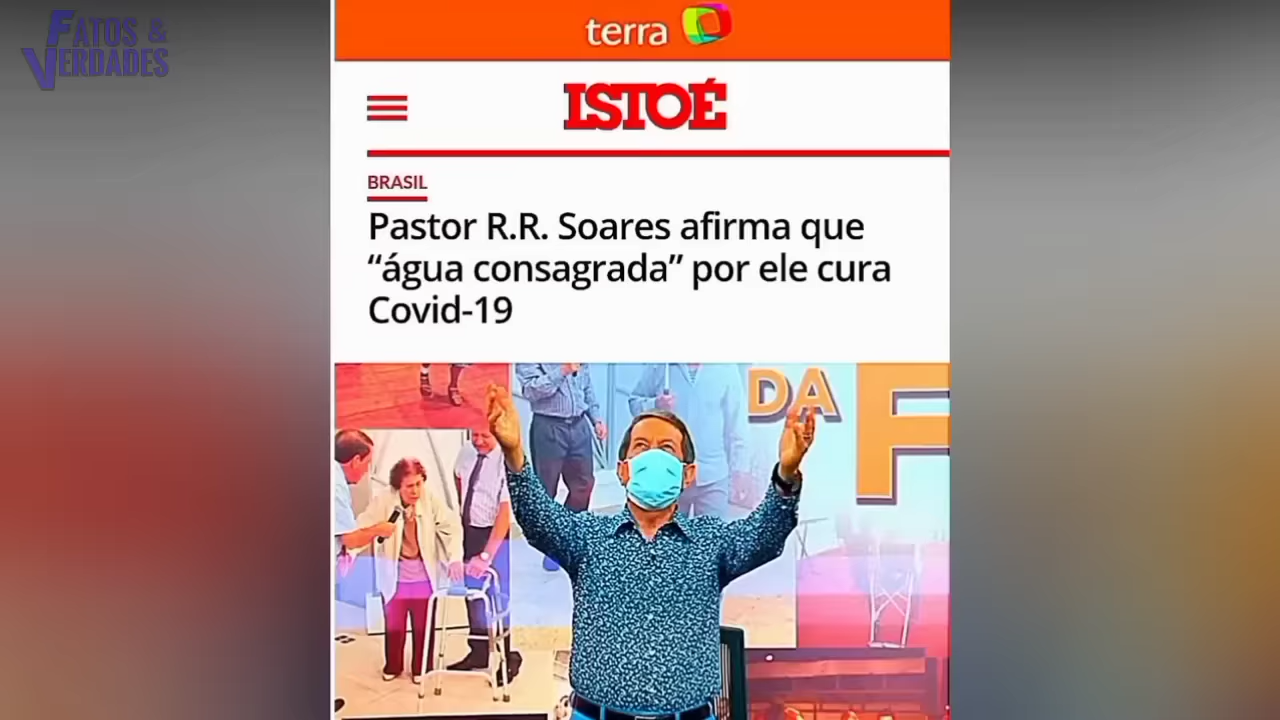 FATOS &
VERDADES
terra
ISTOÉ
BRASIL
Pastor R.R. Soares afirma que
“água consagrada” por ele cura
Covid-19
DA
F